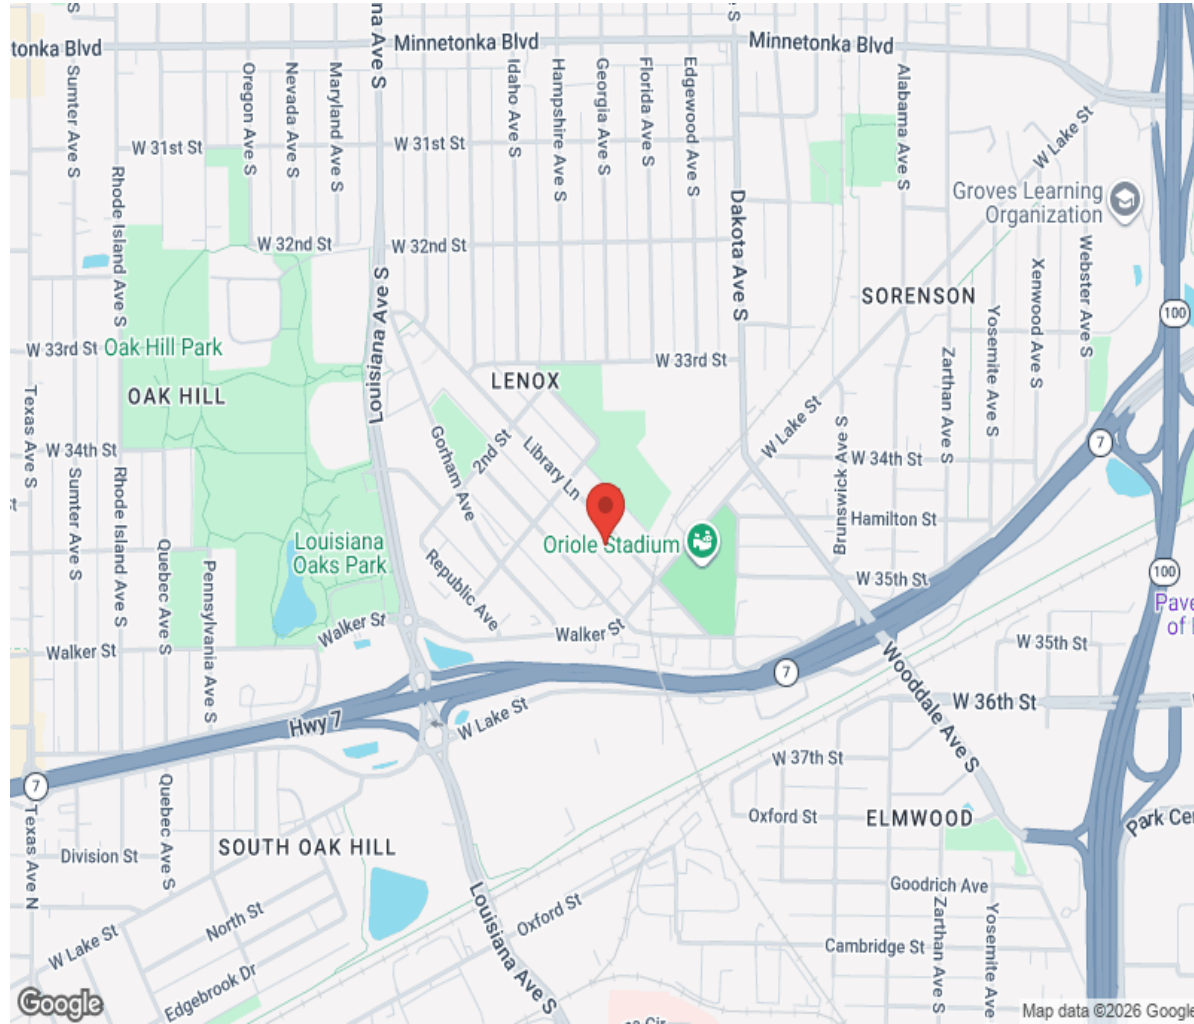 tonka Blvd
Minnetonka Blvd
Minnetonka Blvd
na Ave S
S
S
Sumter Ave S
Oregon Ave S
Nevada Ave S
Maryland Ave S
Idaho Ave S
Hampshire Ave S
Georgia Ave S
Florida Ave S
Edgewood Ave S
Alabama Ave S
W Lake St
W 31st St
W 31st St
Rhode Island Ave S
Dakota Ave S
Groves Learning
Organization
W 32nd St
W 32nd St
Webster Ave S
Xenwood Ave S
Louisiana Ave S
SORENSON
100
Yosemite Ave S
W 33rd St
Oak Hill Park
W 33rd St
Zarthan Ave S
OAK HILL
LENOX
Texas Ave S
W Lake St
Brunswick Ave S
7
Gorham Ave
2nd St
Library Ln
W 34th St
W 34th St
Sumter Ave S
Rhode Island Ave S
Hamilton St
Louisiana
Oaks Park
Oriole Stadium
Quebec Ave S
Pennsylvania Ave S
Republic Ave
W 35th St
100
Pave
of
Walker St
Walker St
Walker St
W 35th St
7
Wooddale Ave S
W 36th St
Hwy 7
W Lake St
W 37th St
7
Quebec Ave S
Texas Ave N
Oxford St
ELMWOOD
Park Cen
SOUTH OAK HILL
Division St
Goodrich Ave
Louisiana Ave S
Oxford St
Zarthan Ave S
Yosemite Ave
North St
W Lake St
Cambridge St
Edgebrook Dr
Google
Map data ©2026 Google